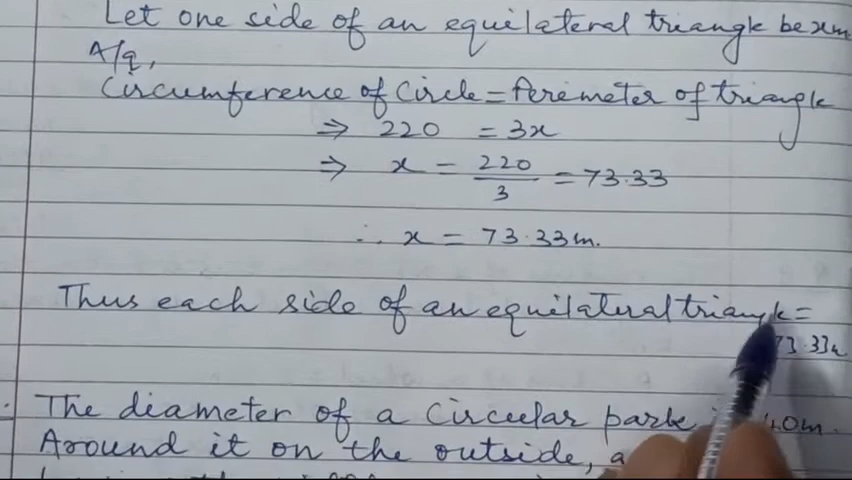 Let one side of an equilateral triangle be xm
A/q,
Circumference of Circle = Perimeter of triangle
⇒ 220 = 3x
⇒ x = 220/3 = 73.33
∴ x = 73.33m.
Thus each side of an equilateral triangle =
73.33m
The diameter of a circular park 40m.
Around it on the outside, a